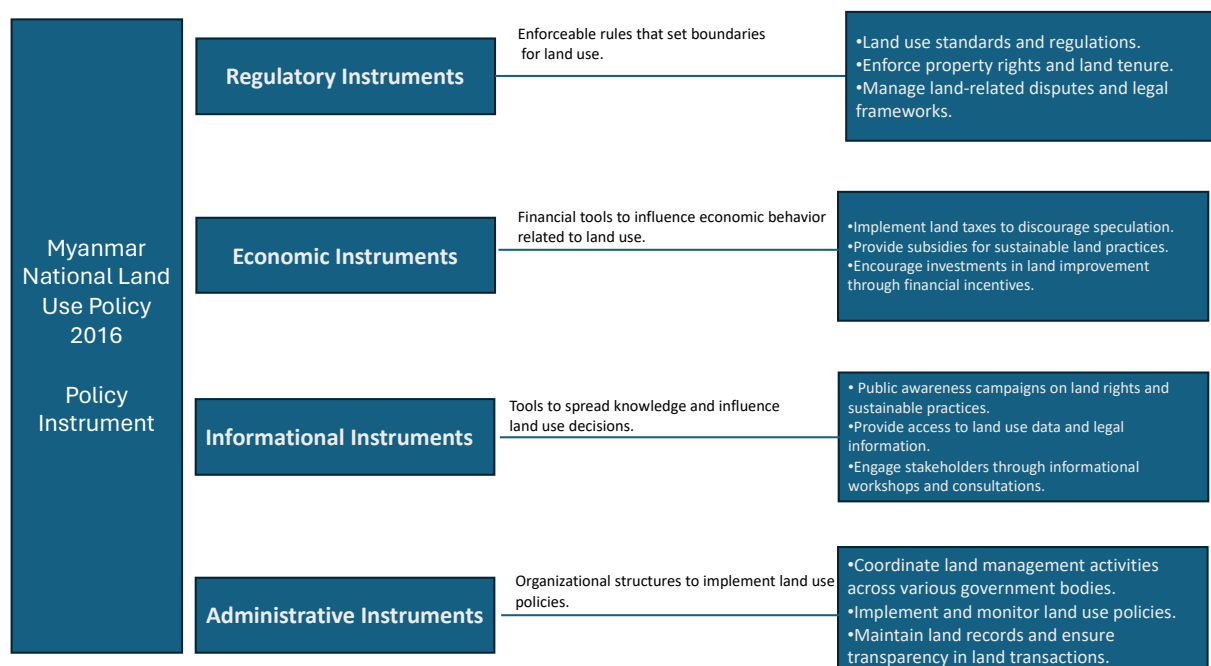 Myanmar
National Land
Use Policy
2016
Policy
Instrument
Regulatory Instruments
Enforceable rules that set boundaries
for land use.
•Land use standards and regulations.
•Enforce property rights and land tenure.
•Manage land-related disputes and legal
frameworks.
Economic Instruments
Financial tools to influence economic behavior
related to land use.
•Implement land taxes to discourage speculation.
•Provide subsidies for sustainable land practices.
•Encourage investments in land improvement
through financial incentives.
Informational Instruments
Tools to spread knowledge and influence
land use decisions.
• Public awareness campaigns on land rights and
sustainable practices.
•Provide access to land use data and legal
information.
•Engage stakeholders through informational
workshops and consultations.
Administrative Instruments
Organizational structures to implement land use
policies.
•Coordinate land management activities
across various government bodies.
•Implement and monitor land use policies.
•Maintain land records and ensure
transparency in land transactions.